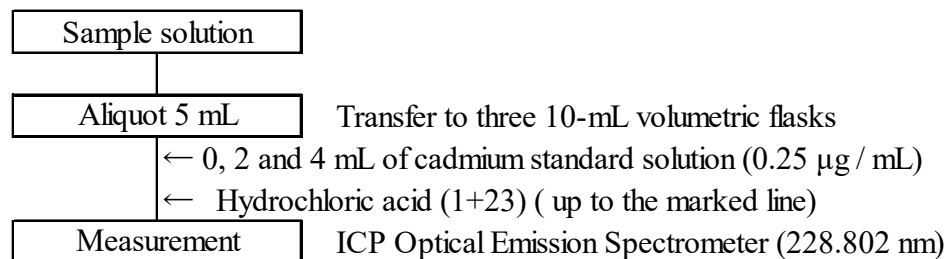 Sample solution
Aliquot 5 mL Transfer to three 10-mL volumetric flasks
← 0, 2 and 4 mL of cadmium standard solution (0.25 µg / mL)
← Hydrochloric acid (1+23) ( up to the marked line)
Measurement ICP Optical Emission Spectrometer (228.802 nm)